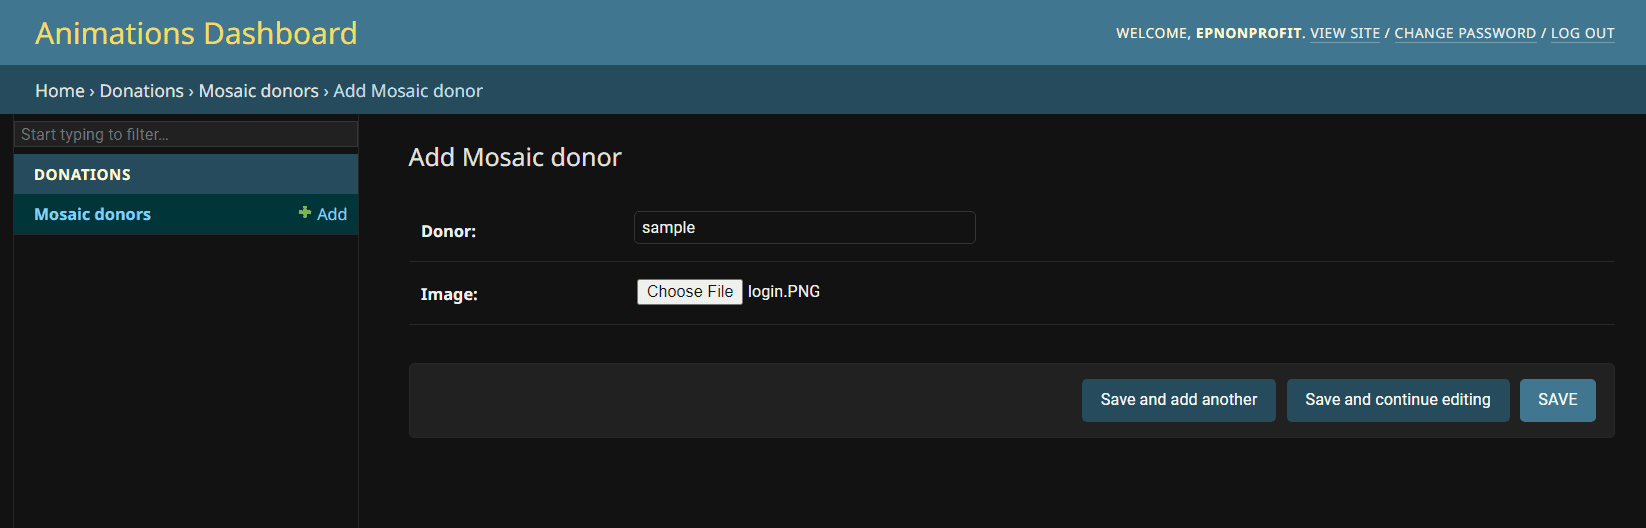 Animations Dashboard
WELCOME, EPNONPROFIT. VIEW SITE / CHANGE PASSWORD / LOG OUT
Home › Donations › Mosaic donors › Add Mosaic donor
Start typing to filter...
DONATIONS
Mosaic donors Add
Add Mosaic donor
Donor: sample
Image: Choose File login.PNG
Save and add another Save and continue editing SAVE